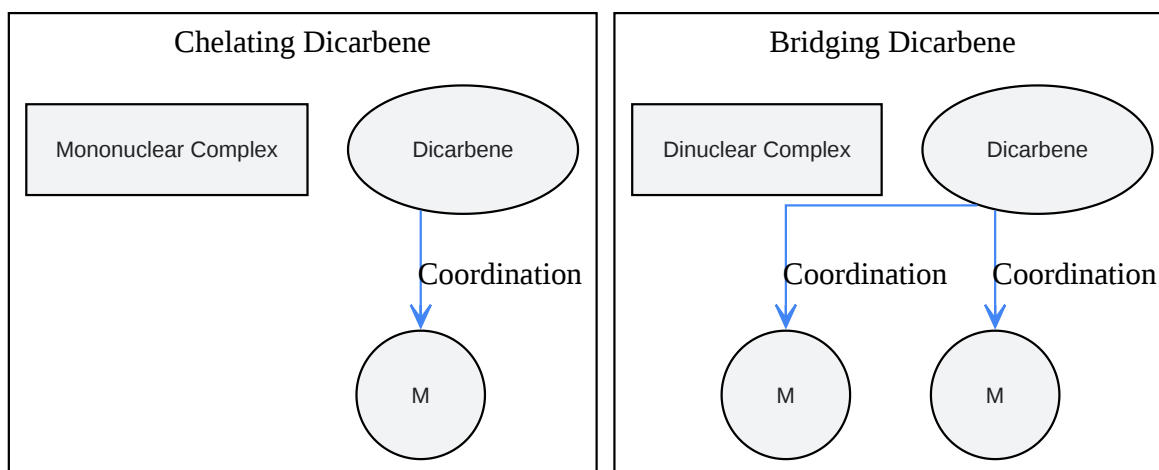 Chelating Dicarbene
Mononuclear Complex
Dicarbene
Coordination
M
Bridging Dicarbene
Dinuclear Complex
Dicarbene
Coordination
Coordination
M
M